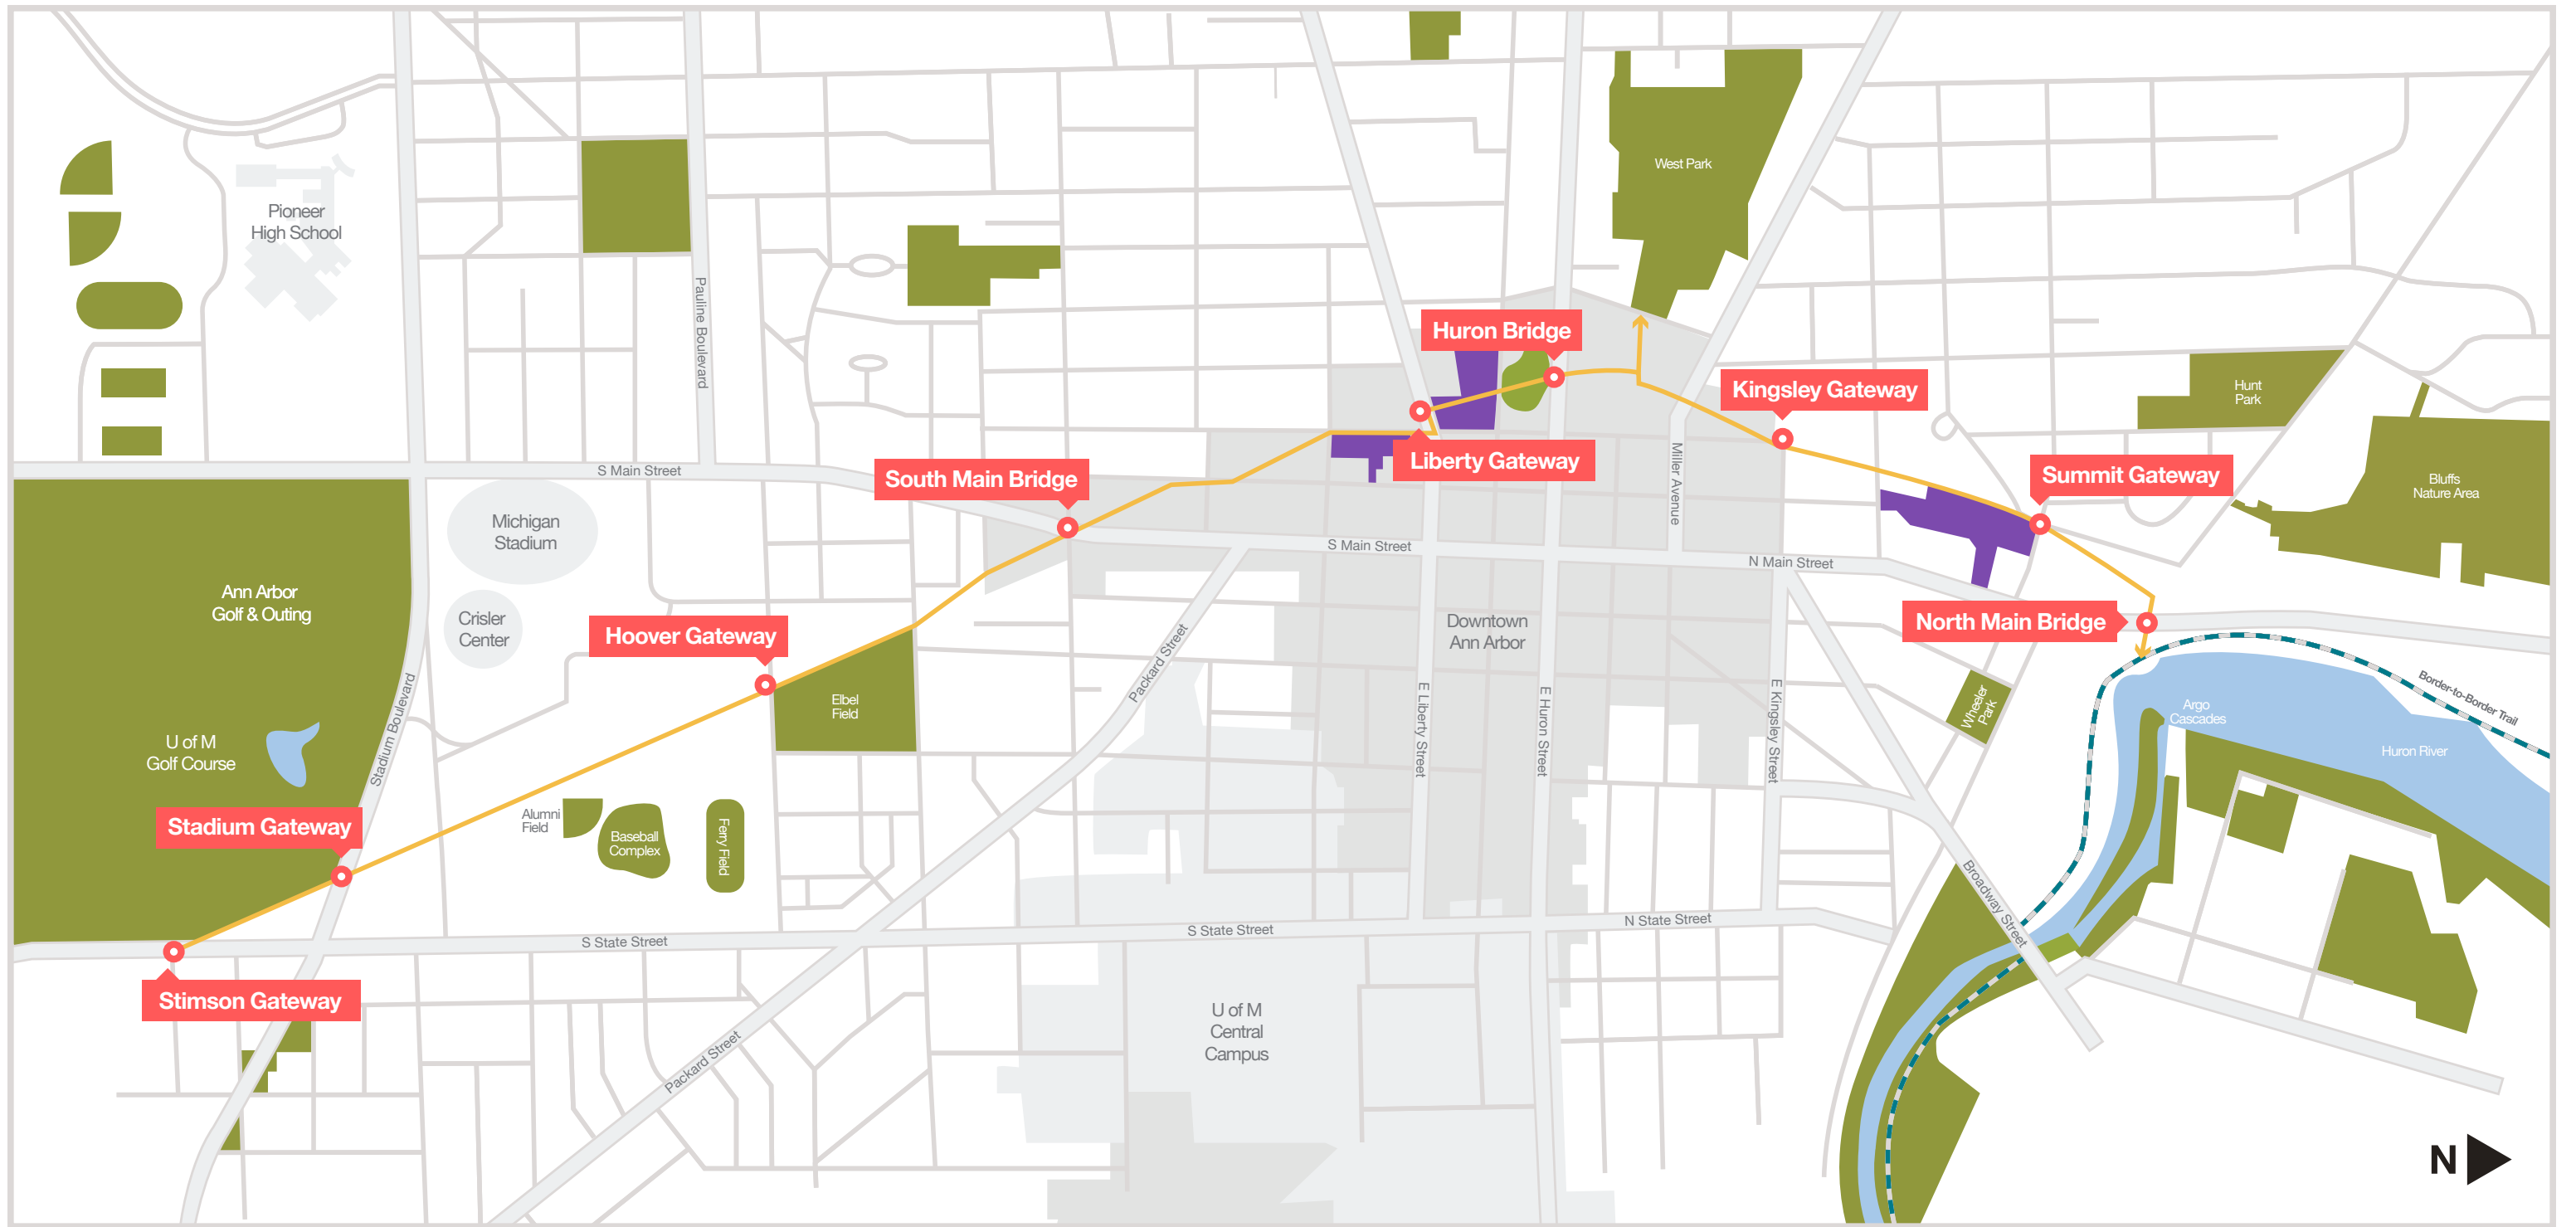 West Park
Pioneer
High School
Pauline Boulevard
Huron Bridge
Kingsley Gateway
Hunt
Park
S Main Street
South Main Bridge
Liberty Gateway
Miller Avenue
Summit Gateway
Bluffs
Nature Area
Michigan
Stadium
S Main Street
N Main Street
Ann Arbor
Golf & Outing
Crisler
Center
Hoover Gateway
Downtown
Ann Arbor
North Main Bridge
Packard Street
Elbel
Field
E Liberty Street
E Huron Street
E Kingsley Street
Wheeler
Park
Argo
Cascades
Border-to-Border Trail
Huron River
U of M
Golf Course
Stadium Boulevard
Stadium Gateway
Alumni
Field
Baseball
Complex
Ferry Field
Broadway Street
S State Street
S State Street
N State Street
Stimson Gateway
U of M
Central
Campus
Packard Street
N